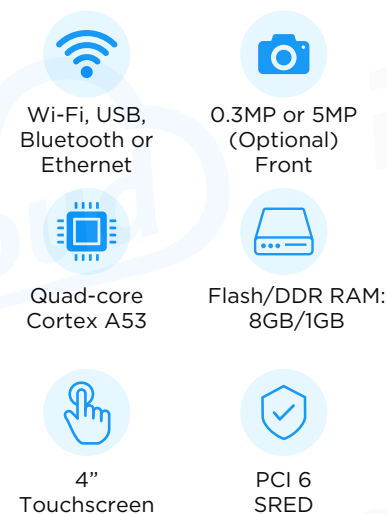 Wi-Fi, USB,
Bluetooth or
Ethernet
0.3MP or 5MP
(Optional)
Front
Quad-core
Cortex A53
Flash/DDR RAM:
8GB/1GB
4”
Touchscreen
PCI 6
SRED